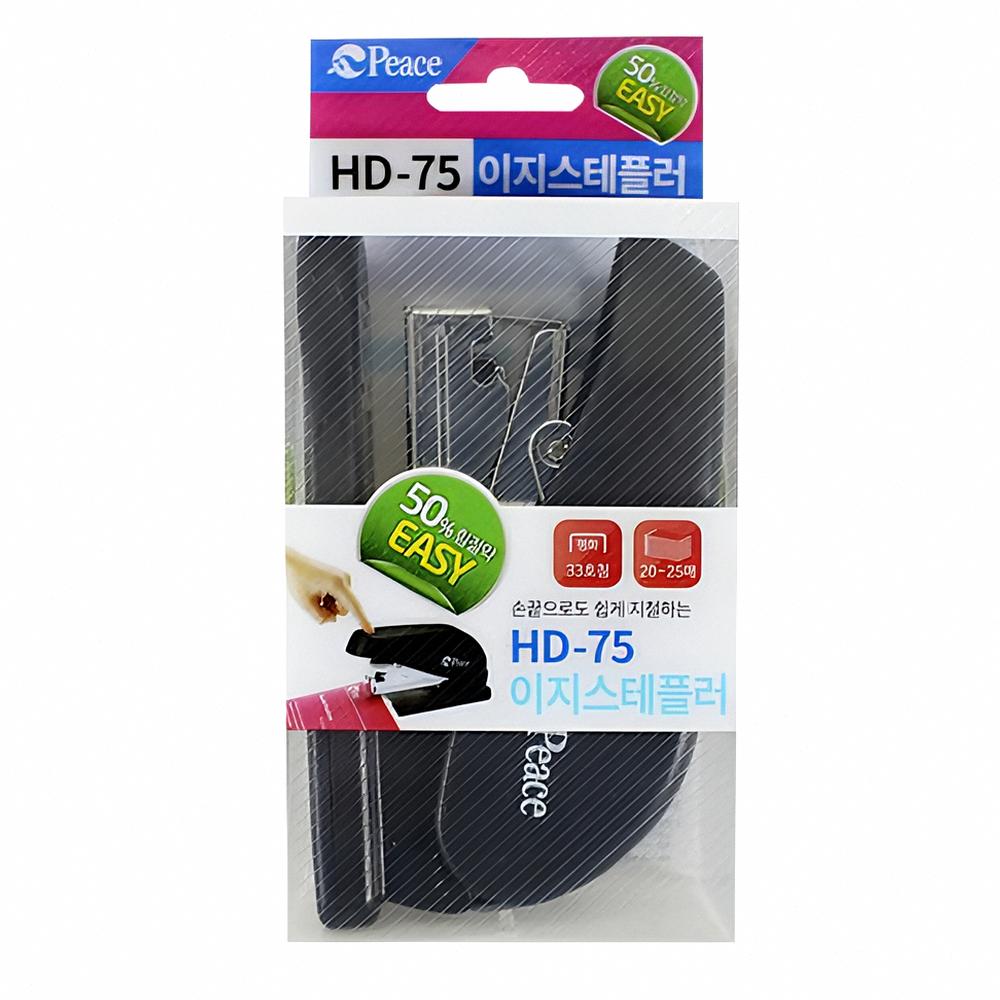 Peace
50%
EASY
HD-75 이지스테플러
50%
EASY
33호침
20-25매
손끝으로도 쉽게 지철하는
HD-75
이지스테플러
Peace
Peace